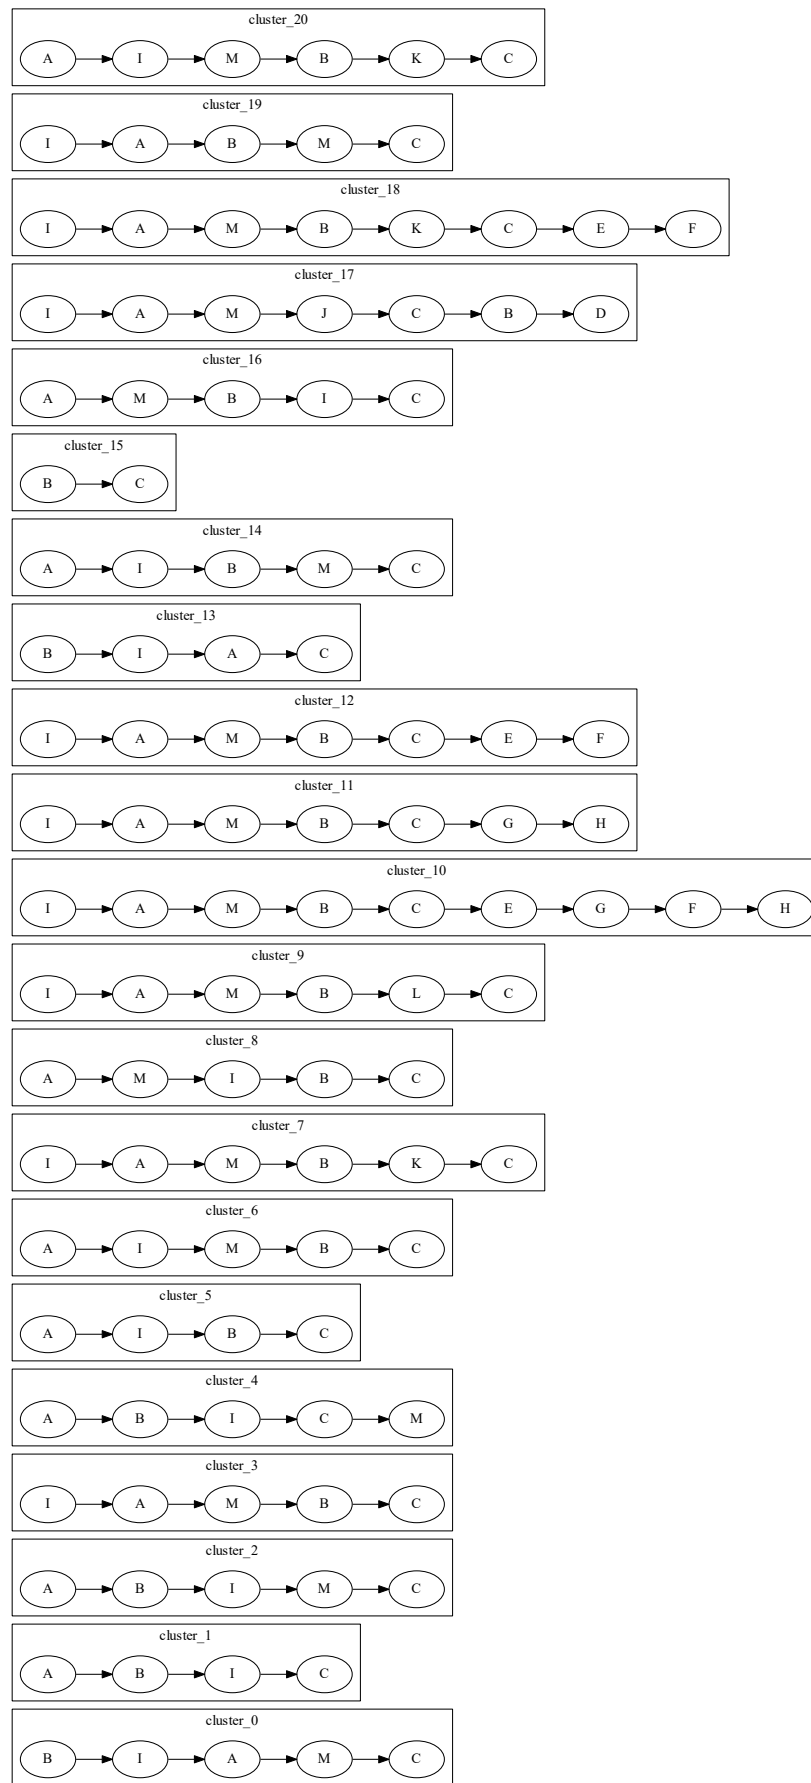 cluster_20
A I M B K C
cluster_19
I A B M C
cluster_18
I A M B K C E F
cluster_17
I A M J C B D
cluster_16
A M B I C
cluster_15
B C
cluster_14
A I B M C
cluster_13
B I A C
cluster_12
I A M B C E F
cluster_11
I A M B C G H
cluster_10
I A M B C E G F H
cluster_9
I A M B L C
cluster_8
A M I B C
cluster_7
I A M B K C
cluster_6
A I M B C
cluster_5
A I B C
cluster_4
A B I C M
cluster_3
I A M B C
cluster_2
A B I M C
cluster_1
A B I C
cluster_0
B I A M C